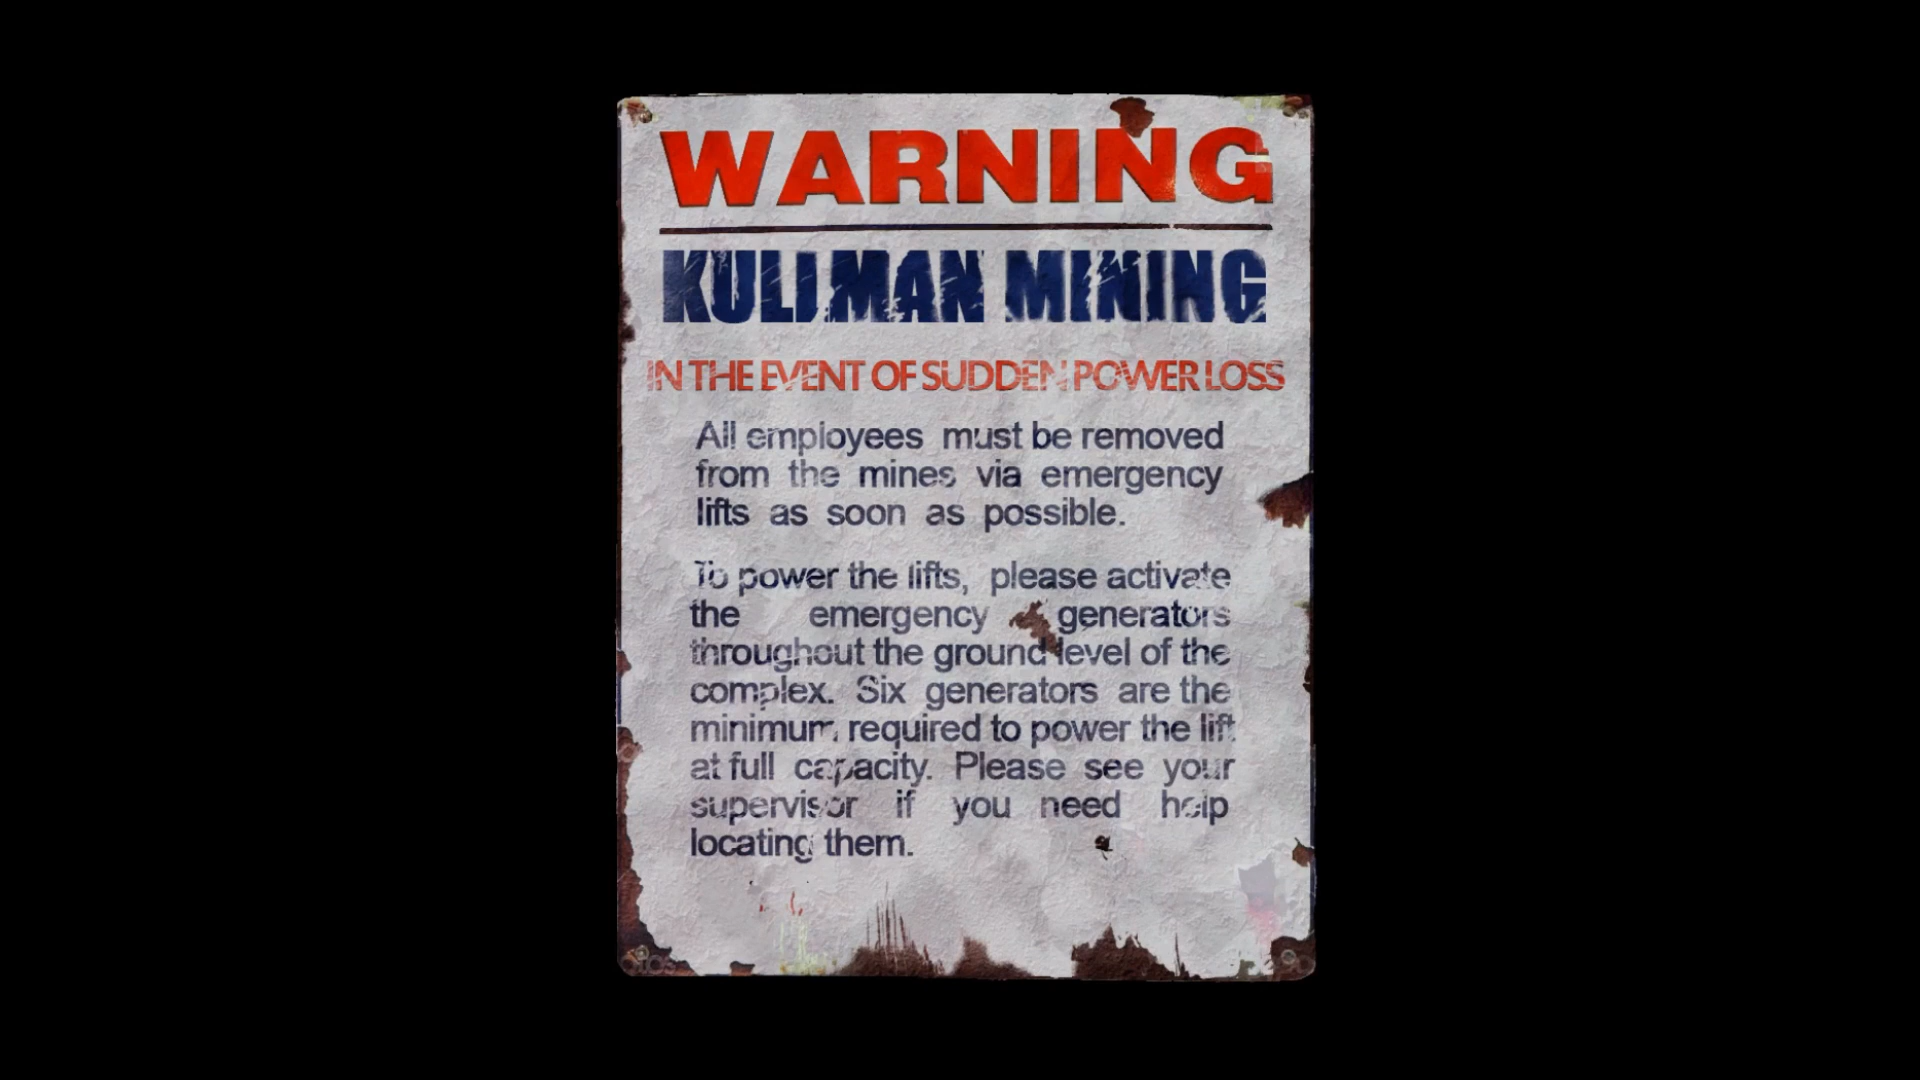 WARNING
KULLMAN MINING
IN THE EVENT OF SUDDEN POWER LOSS
All employees must be removed
from the mines via emergency
lifts as soon as possible.
To power the lifts, please activate
the emergency generators
throughout the ground level of the
complex. Six generators are the
minimum required to power the lift
at full capacity. Please see your
supervisor if you need help
locating them.